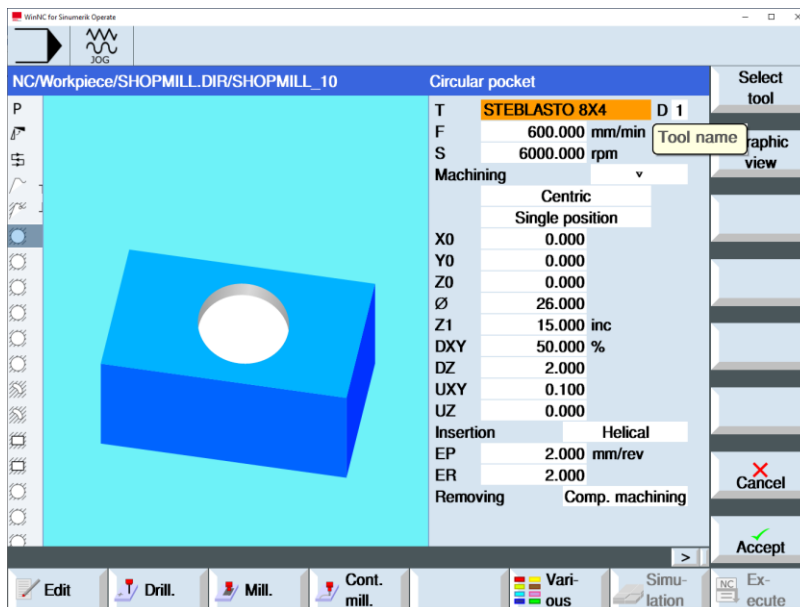 WinNC for Sinumerik Operate
JOG
NC/Workpiece/SHOPMILL.DIR/SHOPMILL_10
Circular pocket
Select
tool
P
T STEBLASTO 8X4 D 1
F 600.000 mm/min
Tool name
raphic
view
S 6000.000 rpm
Machining ▿
Centric
Single position
X0 0.000
Y0 0.000
Z0 0.000
Ø 26.000
Z1 15.000 inc
DXY 50.000 %
DZ 2.000
UXY 0.100
UZ 0.000
Insertion Helical
EP 2.000 mm/rev
ER 2.000
Removing Comp. machining
Cancel
Accept
>
Edit
Drill.
Mill.
Cont.
mill.
Vari-
ous
Simu-
lation
NC
Ex-
ecute